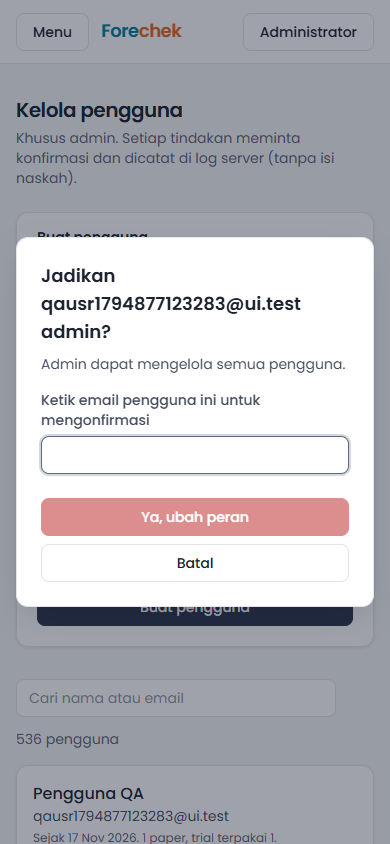 Menu
Forechek
Administrator
Kelola pengguna
Khusus admin. Setiap tindakan meminta
konfirmasi dan dicatat di log server (tanpa isi
naskah).
Buat pengguna
Jadikan
qausr1794877123283@ui.test
admin?
Admin dapat mengelola semua pengguna.
Ketik email pengguna ini untuk
mengonfirmasi
Ya, ubah peran
Batal
Buat pengguna
Cari nama atau email
536 pengguna
Pengguna QA
qausr1794877123283@ui.test
Sejak 17 Nov 2026. 1 paper, trial terpakai 1.